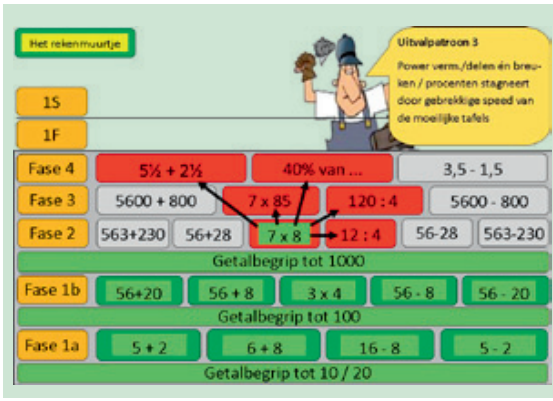 Het rekenmuurtje
Uitvalpatroon 3
Power verm./delen én breu-
ken / procenten stagneert
door gebrekkige speed van
de moeilijke tafels
1S
1F
Fase 4 5½ + 2½ 40% van ... 3,5 - 1,5
Fase 3 5600 + 800 7 x 85 120 : 4 5600 - 800
Fase 2 563+230 56+28 7 x 8 12 : 4 56-28 563-230
Getalbegrip tot 1000
Fase 1b 56+20 56 + 8 3 x 4 56 - 8 56 - 20
Getalbegrip tot 100
Fase 1a 5 + 2 6 + 8 16 - 8 5 - 2
Getalbegrip tot 10 / 20